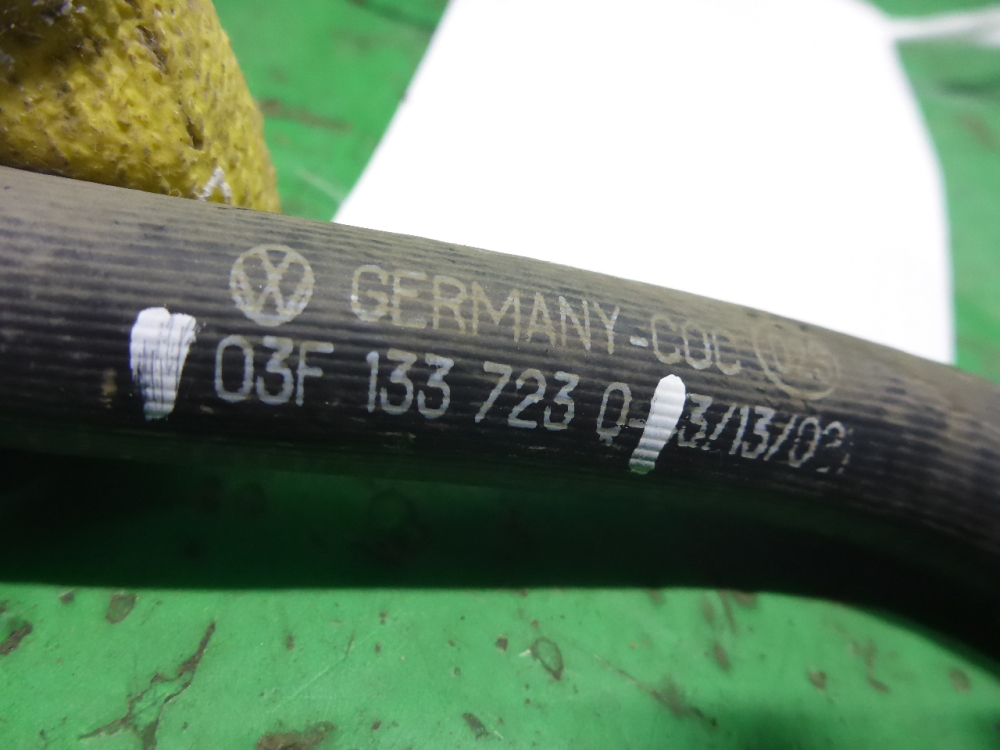 GERMANY-COC
03F 133 723 Q